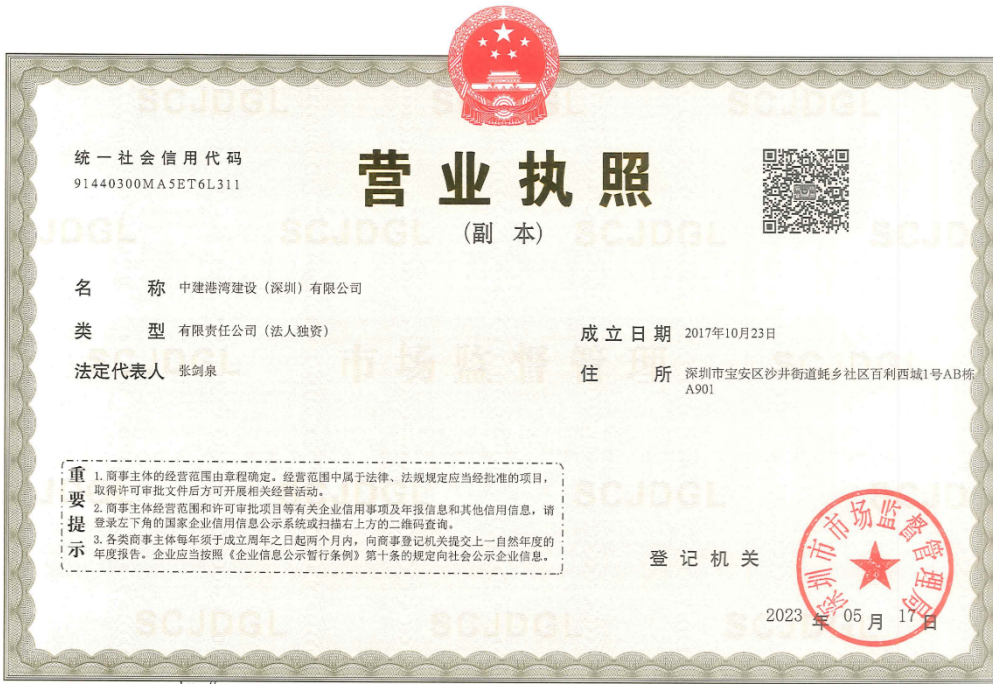 统一社会信用代码
91440300MA5ET6L311
营业执照
(副 本)
名 称 中建港湾建设（深圳）有限公司
类 型 有限责任公司（法人独资）
成立日期 2017年10月23日
法定代表人 张剑泉
住 所 深圳市宝安区沙井街道蚝乡社区百利西城1号AB栋
A901
重要提示
1. 商事主体的经营范围由章程确定。经营范围中属于法律、法规规定应当经批准的项目，
取得许可审批文件后方可开展相关经营活动。
2. 商事主体经营范围和许可审批项目等有关企业信用事项及年报信息和其他信用信息，请
登录左下角的国家企业信用信息公示系统或扫描右上方的二维码查询。
3. 各类商事主体每年须于成立周年之日起两个月内，向商事登记机关提交上一自然年度的
年度报告。企业应当按照《企业信息公示暂行条例》第十条的规定向社会公示企业信息。
登记机关
深圳市市场监督管理局
2023 年 05 月 17 日
SCJDGL
市场监督管理